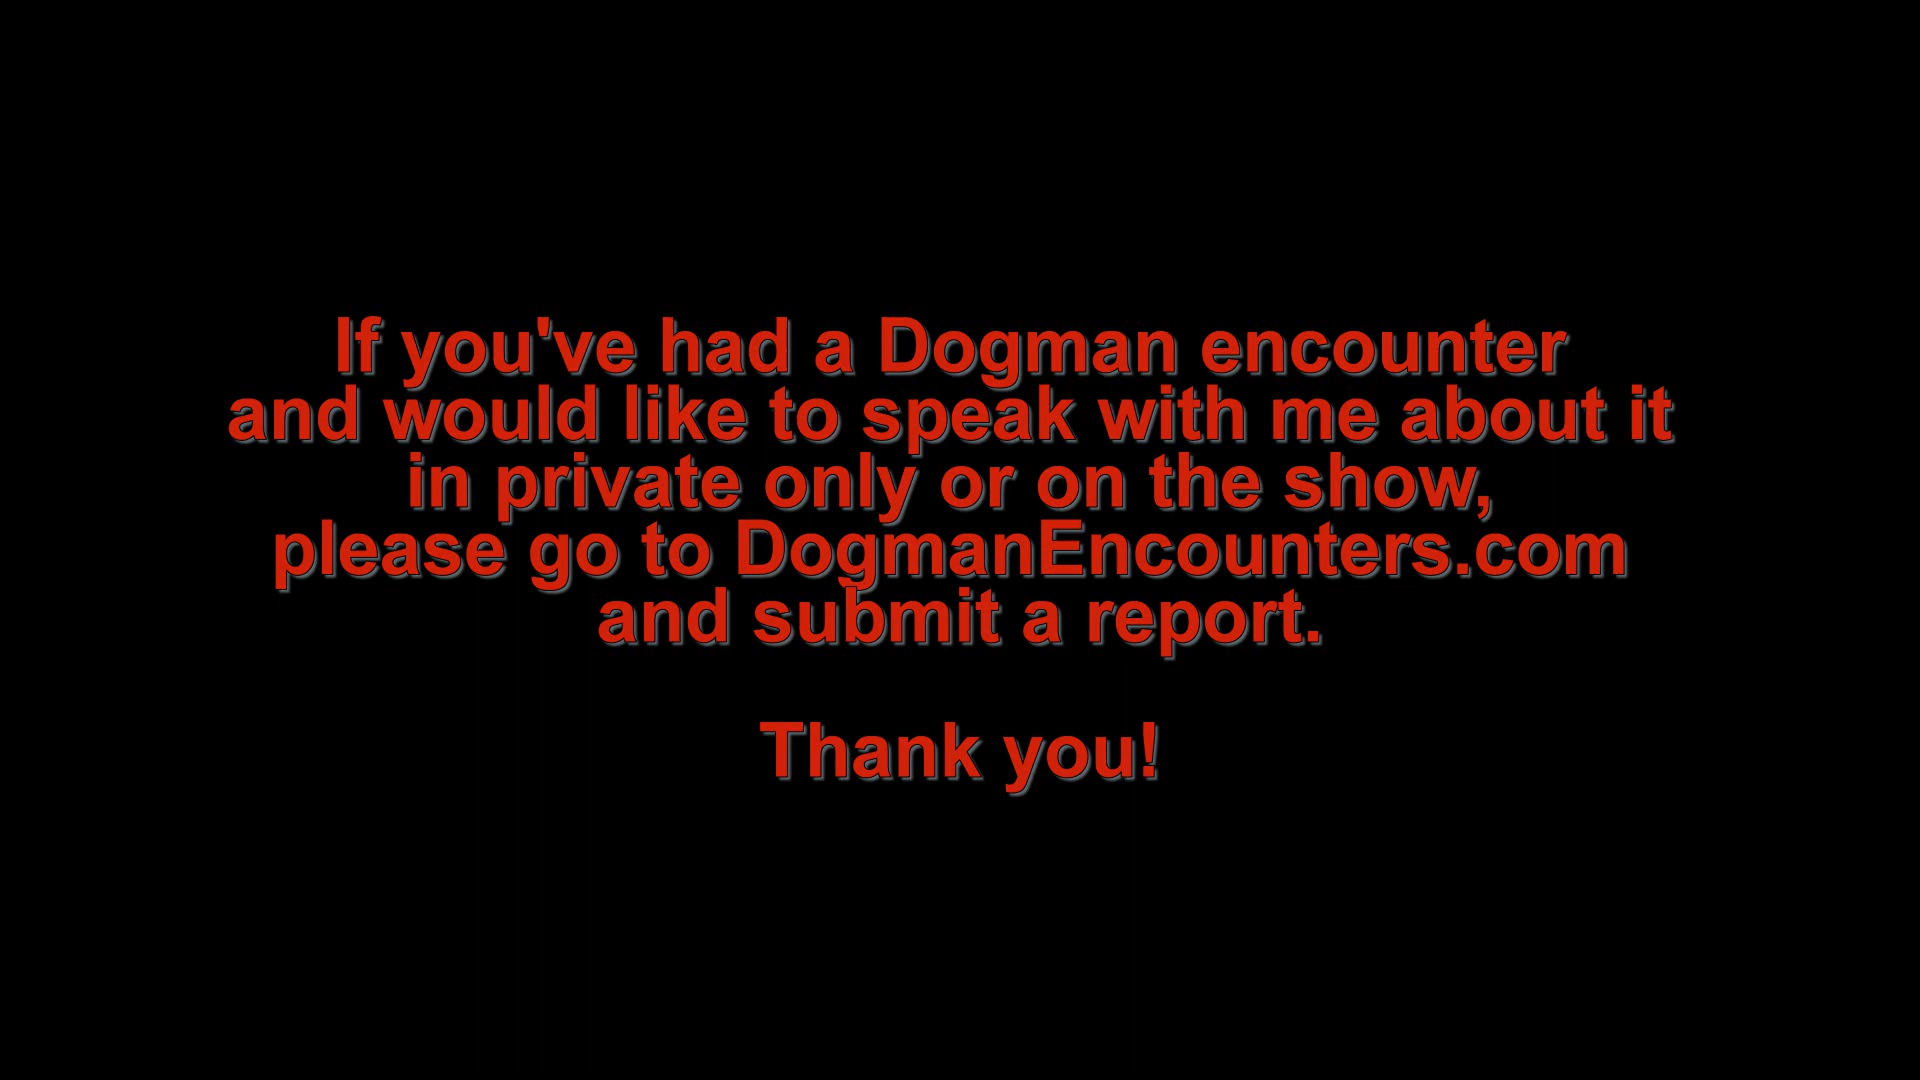 If you've had a Dogman encounter
and would like to speak with me about it
in private only or on the show,
please go to DogmanEncounters.com
and submit a report.
Thank you!